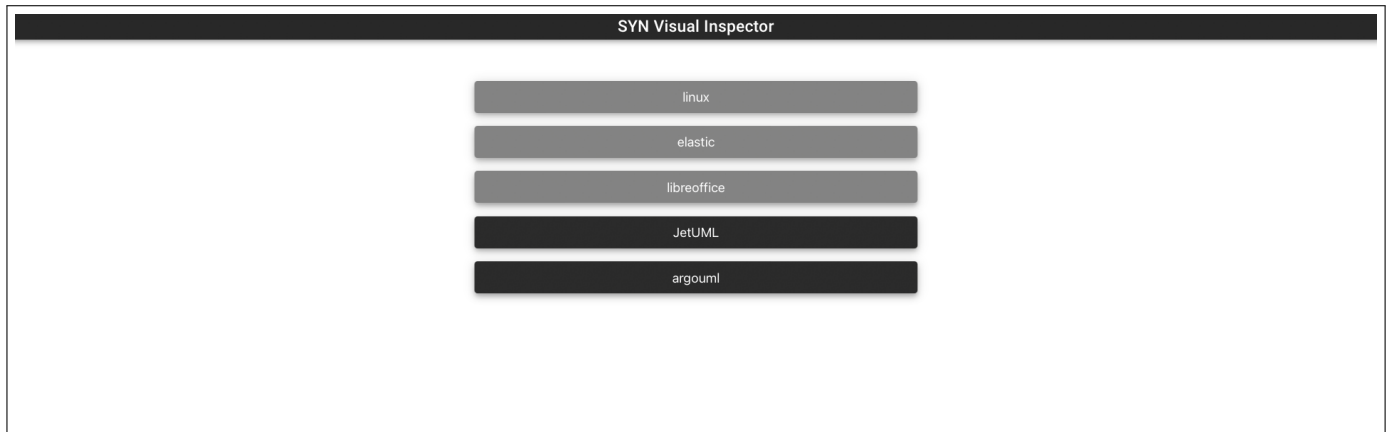 SYN Visual Inspector
linux
elastic
libreoffice
JetUML
argouml